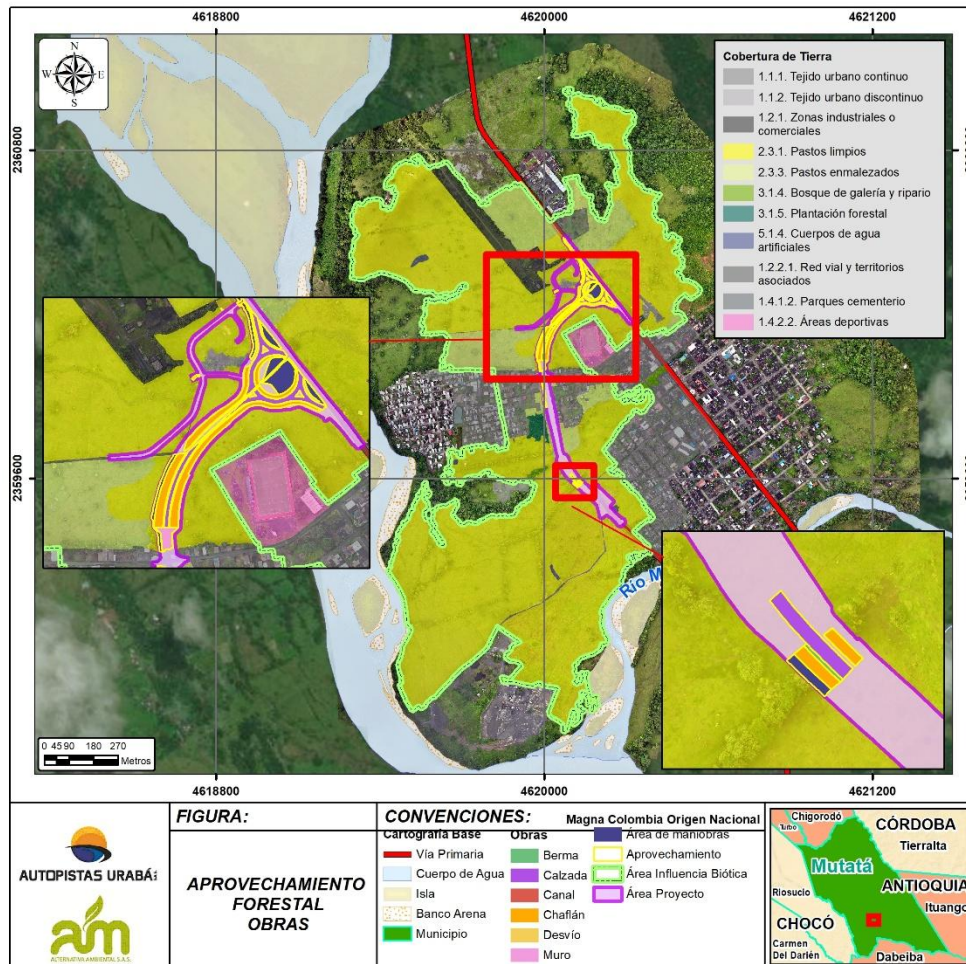 4618800
4620000
4621200
N
W
E
S
2360800
2359600
Cobertura de Tierra
1.1.1. Tejido urbano continuo
1.1.2. Tejido urbano discontinuo
1.2.1. Zonas industriales o
comerciales
2.3.1. Pastos limpios
2.3.3. Pastos enmalezados
3.1.4. Bosque de galería y ripario
3.1.5. Plantación forestal
5.1.4. Cuerpos de agua
artificiales
1.2.2.1. Red vial y territorios
asociados
1.4.1.2. Parques cementerio
1.4.2.2. Áreas deportivas
Río M
0 45 90 180 270
Metros
4618800
4620000
4621200
AUTOPISTAS URABÁ
am
ALTERNATIVA AMBIENTAL S.A.S.
FIGURA:
APROVECHAMIENTO
FORESTAL
OBRAS
CONVENCIONES:
Magna Colombia Origen Nacional
Cartografía Base
Vía Primaria
Cuerpo de Agua
Isla
Banco Arena
Municipio
Obras
Berma
Calzada
Canal
Chaflán
Desvío
Muro
Área de maniobras
Aprovechamiento
Área Influencia Biótica
Área Proyecto
Chigorodó
Turbó
CÓRDOBA
Tierralta
Mutatá
ANTIOQUIA
Ituango
Riosucio
CHOCÓ
Carmen
Del Darién
Dabeiba